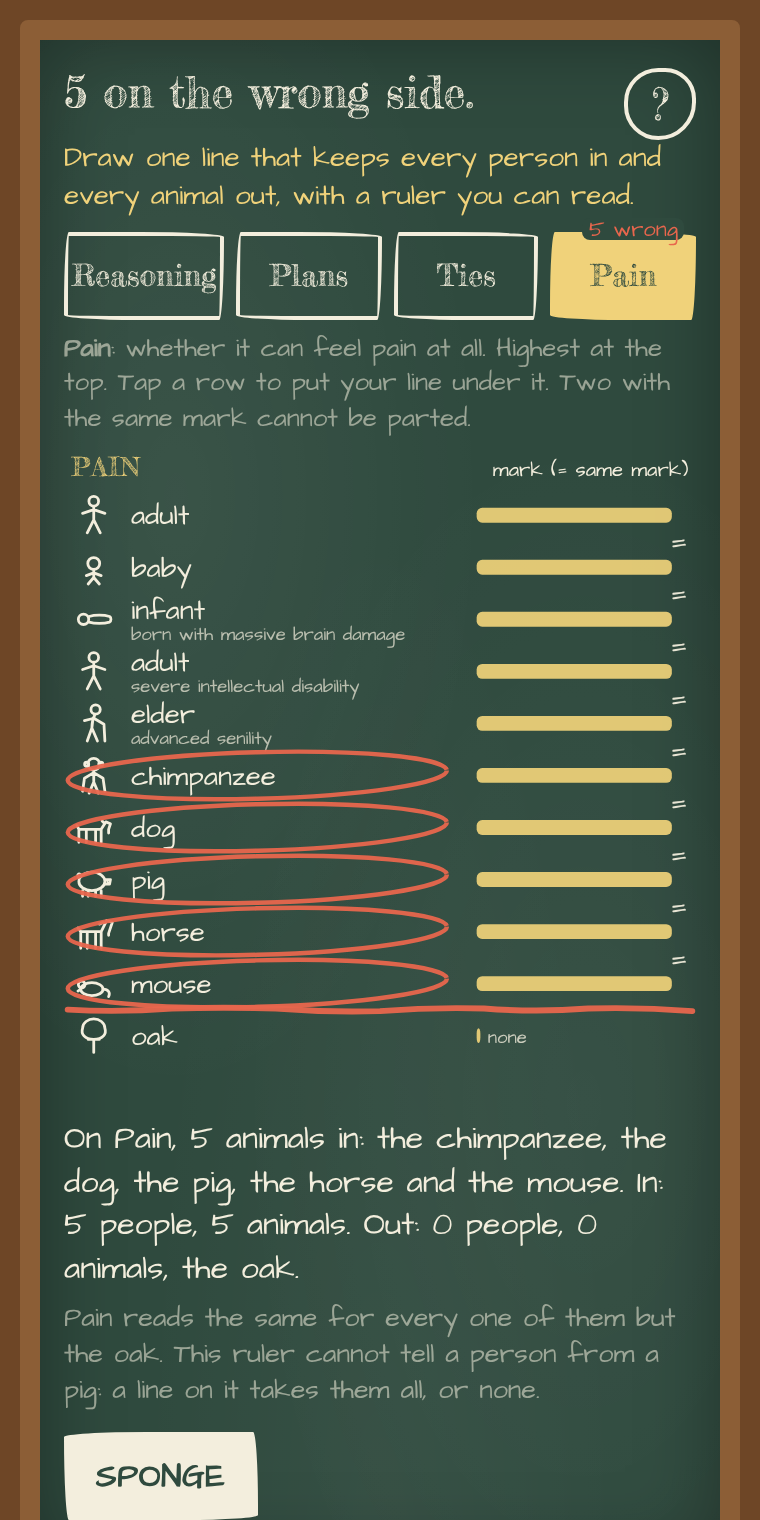 5 on the wrong side.
?
Draw one line that keeps every person in and
every animal out, with a ruler you can read.
5 wrong
Reasoning Plans Ties Pain
Pain: whether it can feel pain at all. Highest at the
top. Tap a row to put your line under it. Two with
the same mark cannot be parted.
PAIN mark (= same mark)
adult
=
baby
=
infant
born with massive brain damage
=
adult
severe intellectual disability
=
elder
advanced senility
=
chimpanzee
=
dog
=
pig
=
horse
=
mouse
oak none
On Pain, 5 animals in: the chimpanzee, the
dog, the pig, the horse and the mouse. In:
5 people, 5 animals. Out: 0 people, 0
animals, the oak.
Pain reads the same for every one of them but
the oak. This ruler cannot tell a person from a
pig: a line on it takes them all, or none.
SPONGE